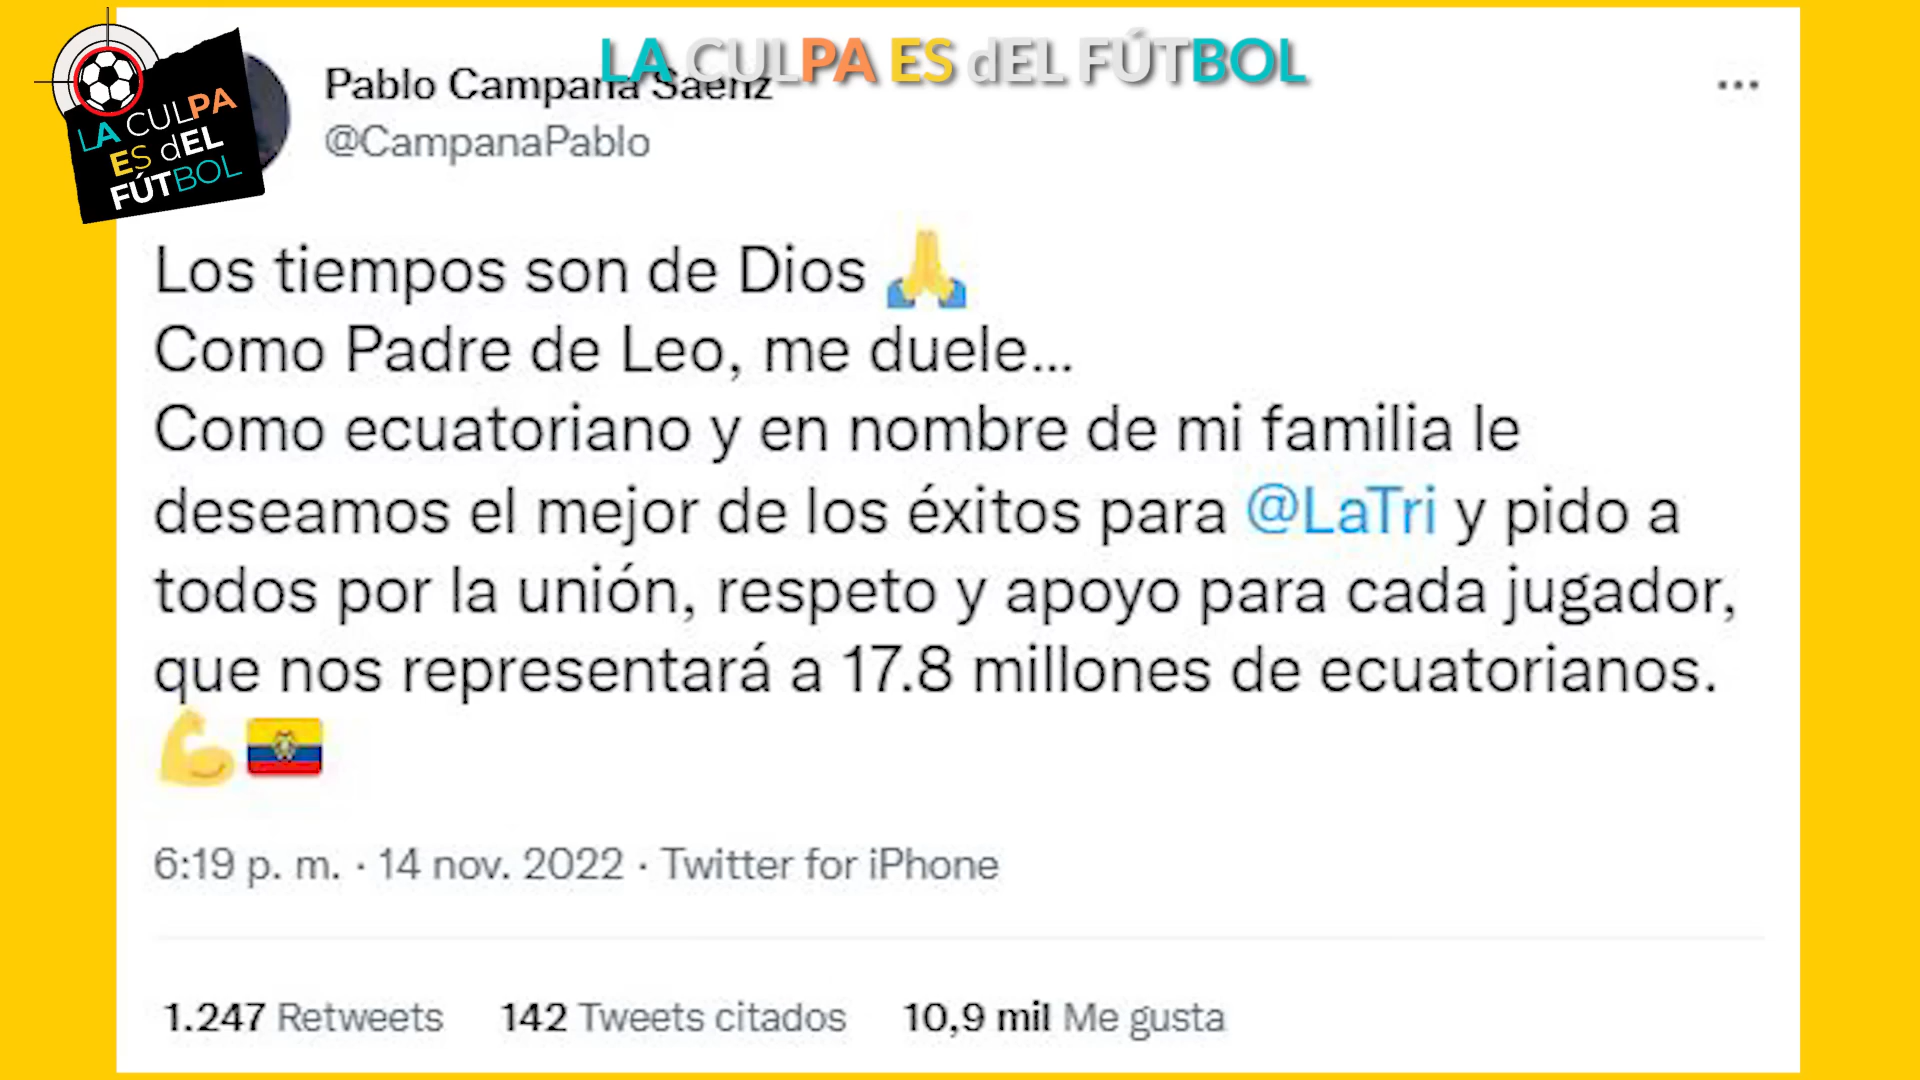 LA CULPA ES dEL FÚTBOL
LA CULPA
ES dEL
FÚTBOL
Pablo Campana Saenz
@CampanaPablo
Los tiempos son de Dios 🙏
Como Padre de Leo, me duele...
Como ecuatoriano y en nombre de mi familia le
deseamos el mejor de los éxitos para @LaTri y pido a
todos por la unión, respeto y apoyo para cada jugador,
que nos representará a 17.8 millones de ecuatorianos.
💪🇪🇨
6:19 p. m. · 14 nov. 2022 · Twitter for iPhone
1.247 Retweets 142 Tweets citados 10,9 mil Me gusta